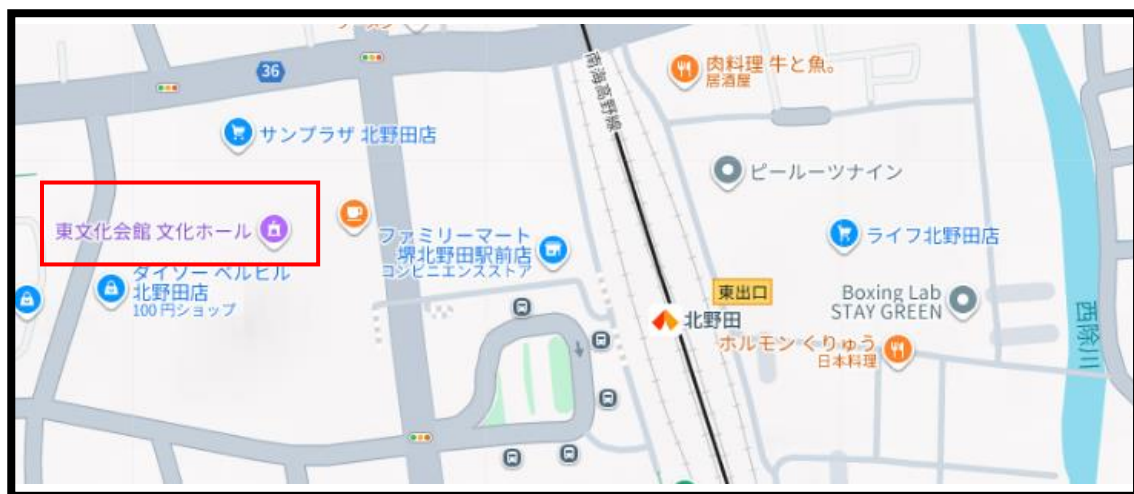 36
サンプラザ 北野田店
東文化会館 文化ホール
ダイソー ベルヒル
北野田店
100 円ショップ
ファミリーマート
堺北野田駅前店
コンビニエンスストア
南海高野線
肉料理 牛と魚。
居酒屋
ピールーツナイン
ライフ北野田店
東出口
北野田
Boxing Lab
STAY GREEN
ホルモン くりゅう
日本料理
西除川